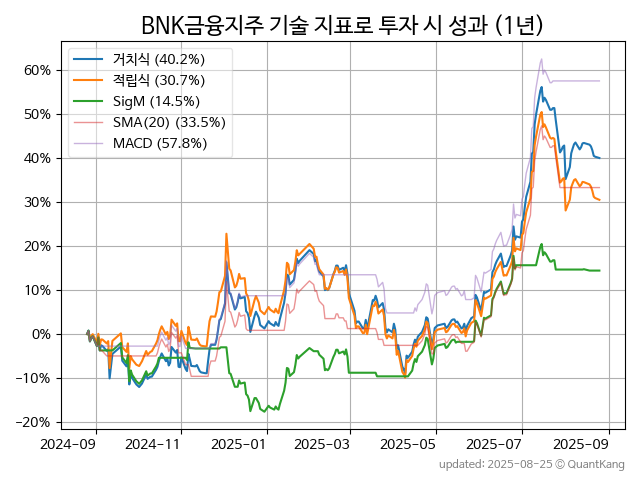 BNK금융지주 기술 지표로 투자 시 성과 (1년)
거치식 (40.2%)
적립식 (30.7%)
SigM (14.5%)
SMA(20) (33.5%)
MACD (57.8%)
60%
50%
40%
30%
20%
10%
0%
−10%
−20%
2024-09 2024-11 2025-01 2025-03 2025-05 2025-07 2025-09
updated: 2025-08-25 © QuantKang